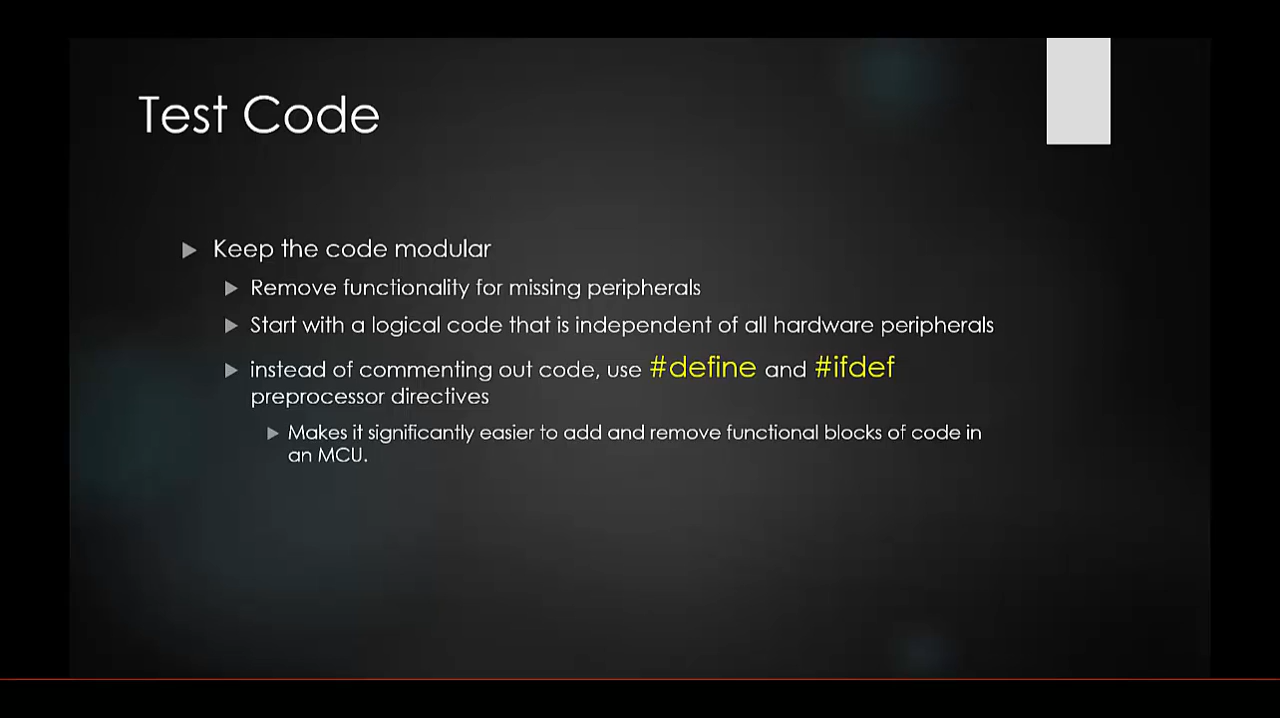 Test Code
Keep the code modular
Remove functionality for missing peripherals
Start with a logical code that is independent of all hardware peripherals
instead of commenting out code, use #define and #ifdef
preprocessor directives
Makes it significantly easier to add and remove functional blocks of code in
an MCU.